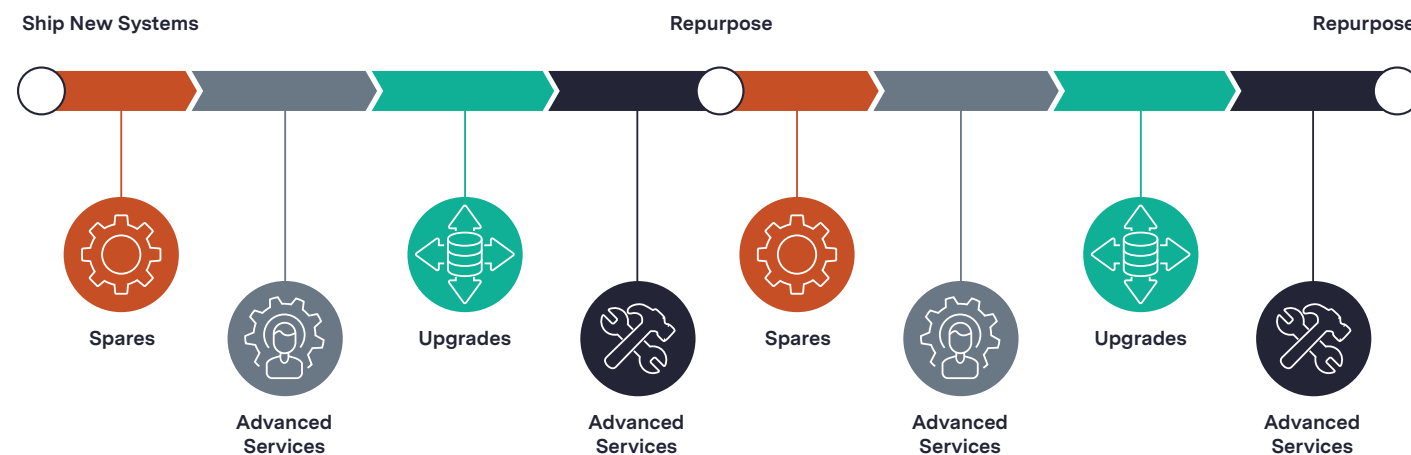 Ship New Systems
Repurpose
Repurpose
Spares
Upgrades
Spares
Upgrades
Advanced
Services
Advanced
Services
Advanced
Services
Advanced
Services